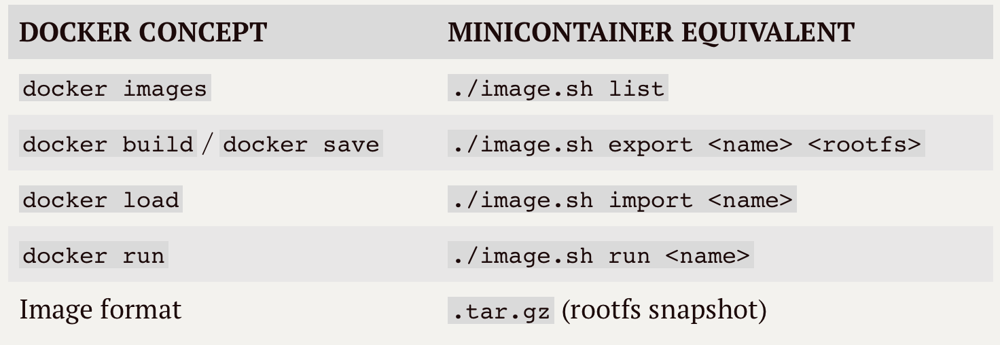 DOCKER CONCEPT MINICONTAINER EQUIVALENT
docker images ./image.sh list
docker build / docker save ./image.sh export <name> <rootfs>
docker load ./image.sh import <name>
docker run ./image.sh run <name>
Image format .tar.gz (rootfs snapshot)